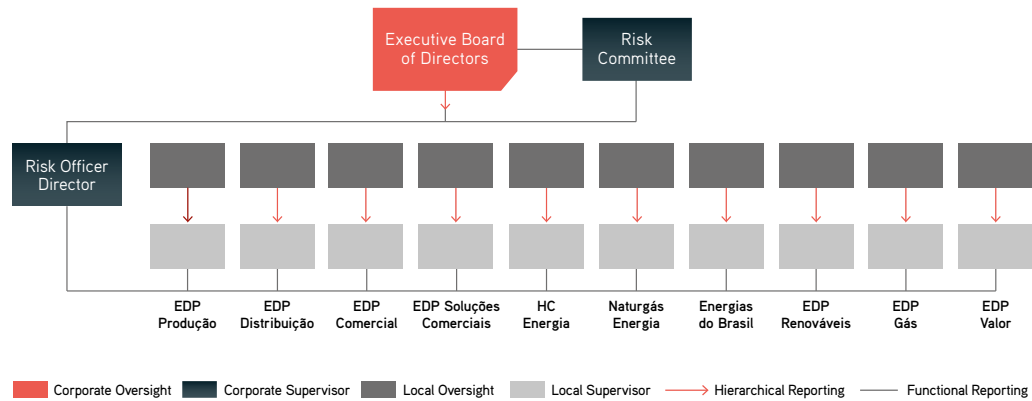 Executive Board
of Directors
Risk
Committee
Risk Officer
Director
EDP
Produção
EDP
Distribuição
EDP
Comercial
EDP Soluções
Comerciais
HC
Energia
Naturgás
Energia
Energias
do Brasil
EDP
Renováveis
EDP
Gás
EDP
Valor
Corporate Oversight
Corporate Supervisor
Local Oversight
Local Supervisor
Hierarchical Reporting
Functional Reporting